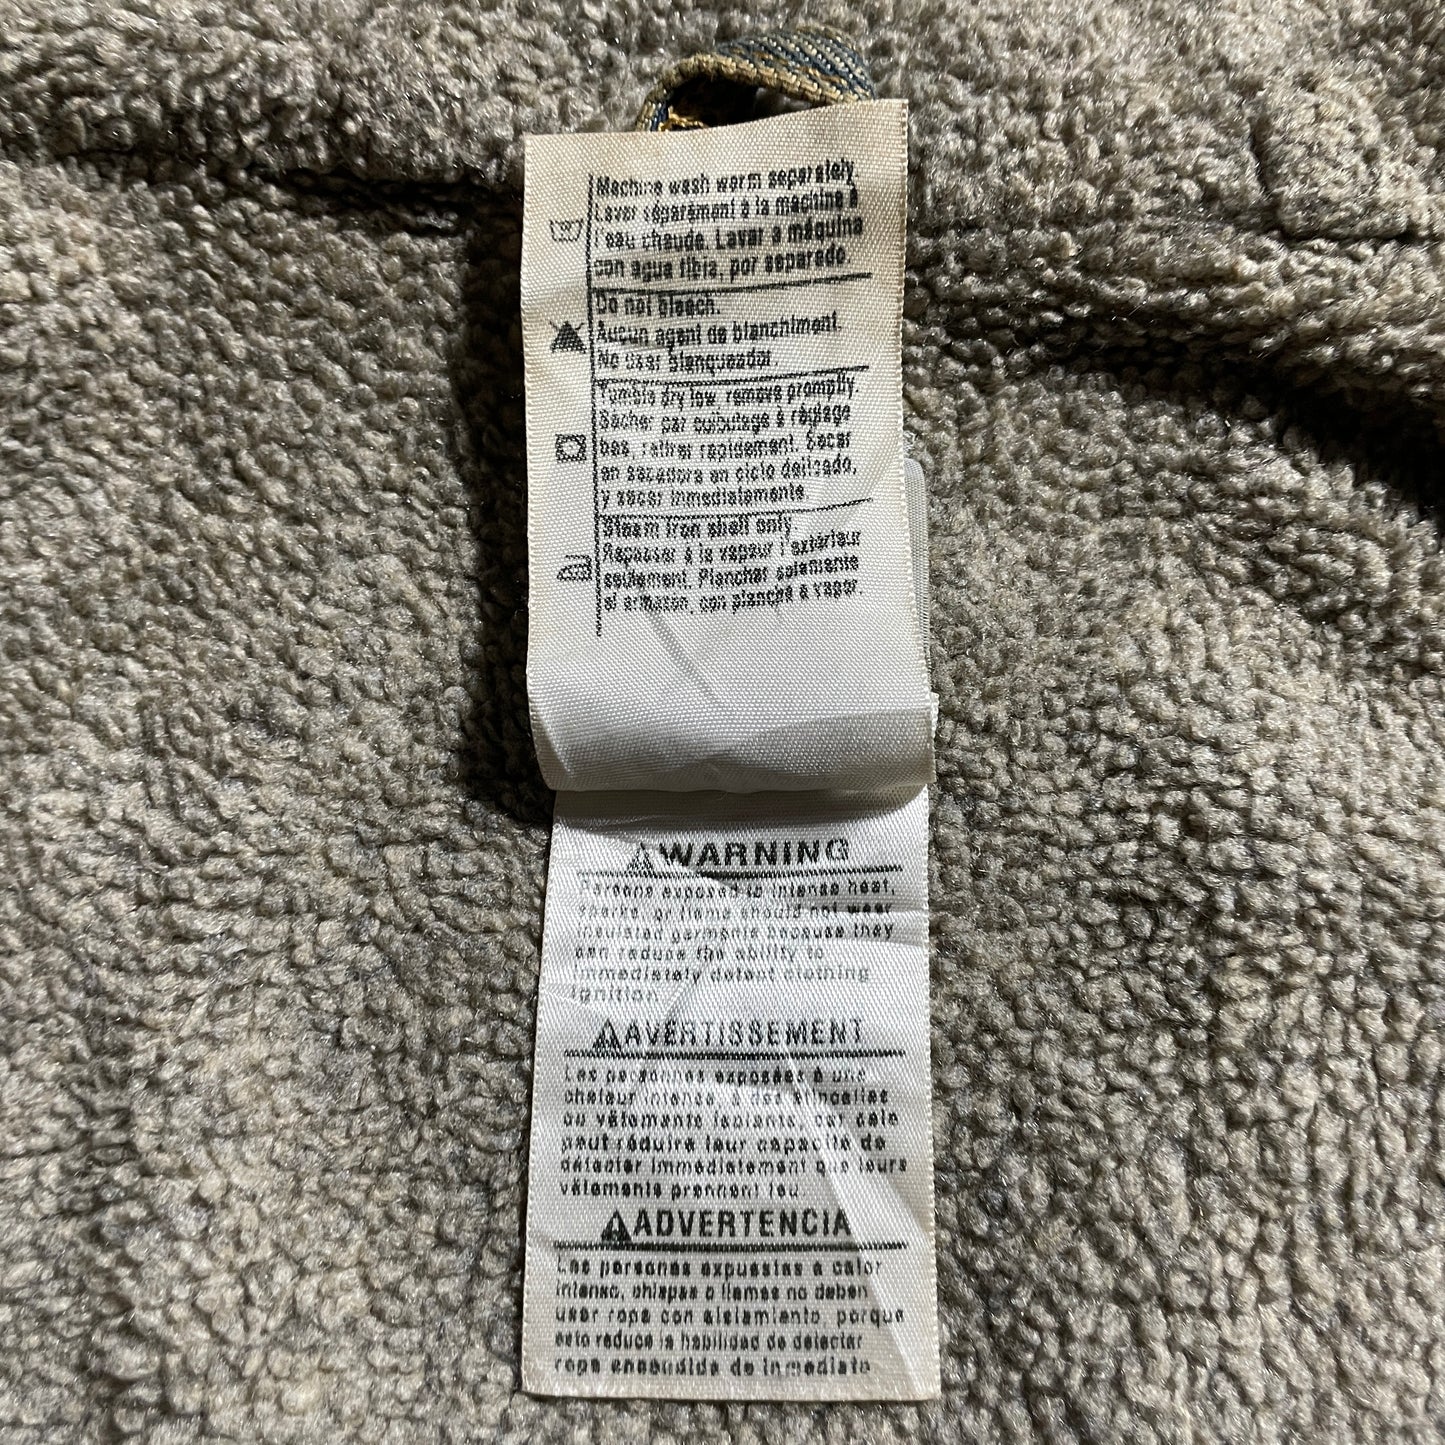 Machine wash warm separately.
Laver séparément à la machine à
l'eau chaude. Lavar a máquina
con agua tibia, por separado.
Do not bleach.
Aucun agent de blanchiment.
No usar blanqueador.
Tumble dry low, remove promptly.
Sécher par culbutage à réglage
bas, retirer rapidement. Secar
en secadora en ciclo delicado,
y sacar immediatamente.
Steam iron shell only.
Repasser à la vapeur l'extérieur
seulement. Planchar solamente
el armazon, con plancha a vapor.
WARNING
Persons exposed to intense heat,
sparks, or flame should not wear
insulated garments because they
can reduce the ability to
immediately detect clothing
ignition.
AVERTISSEMENT
Les personnes exposées à une
chaleur intense, à des étincelles
ou vêtements isolants, car cela
peut réduire leur capacité de
détecter immédiatement que leurs
vêtements prennent feu.
ADVERTENCIA
Las personas expuestas a calor
intenso, chispas o llamas no deben
usar ropa con aislamiento, porque
esto reduce la habilidad de detectar
ropa encendida de inmediato